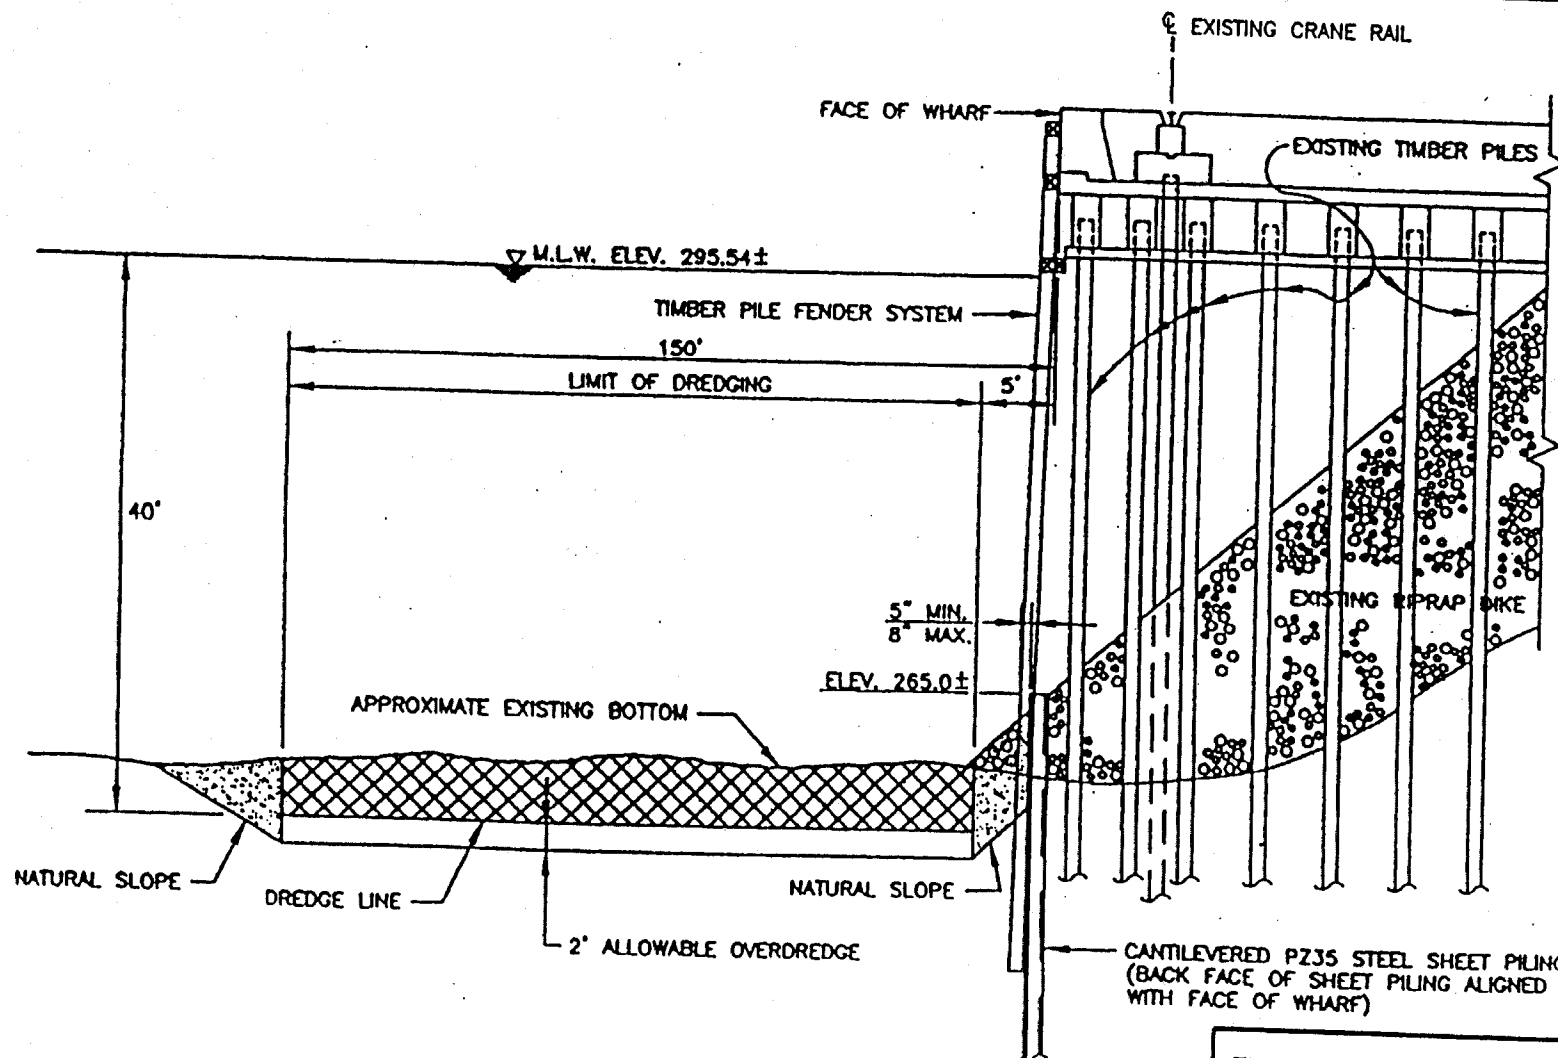 ℄ EXISTING CRANE RAIL
FACE OF WHARF
EXISTING TIMBER PILES
M.L.W. ELEV. 295.54±
TIMBER PILE FENDER SYSTEM
150'
LIMIT OF DREDGING
5'
40'
5" MIN.
8" MAX.
EXISTING RIPRAP DIKE
ELEV. 265.0±
APPROXIMATE EXISTING BOTTOM
NATURAL SLOPE
DREDGE LINE
NATURAL SLOPE
2' ALLOWABLE OVERDREDGE
CANTILEVERED PZ35 STEEL SHEET PILING
(BACK FACE OF SHEET PILING ALIGNED
WITH FACE OF WHARF)